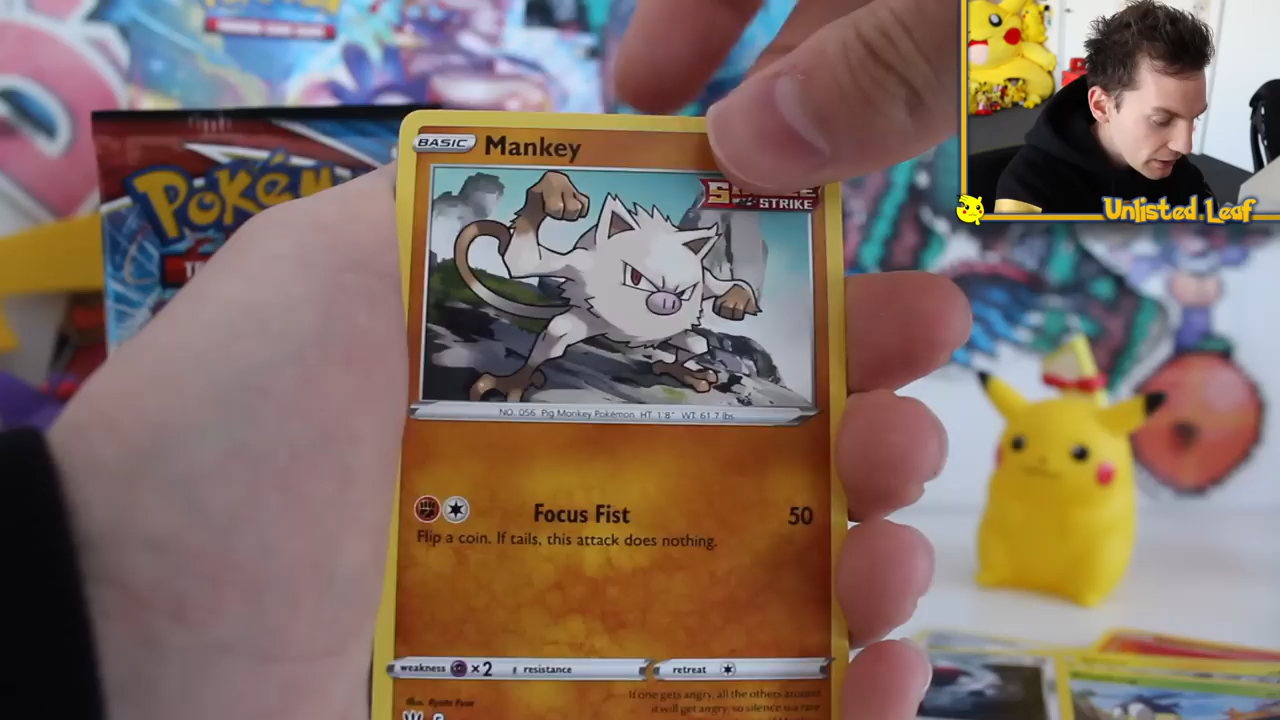 POKÉM
BASIC
Mankey
STRIKE
Unlisted Leaf
NO. 056 Pig Monkey Pokémon HT. 1'8" WT. 61.7 lbs
Focus Fist 50
Flip a coin. If tails, this attack does nothing.
weakness ×2 resistance retreat
If one gets angry, all the others around
it will get angry, so silence is a rare
Illus.